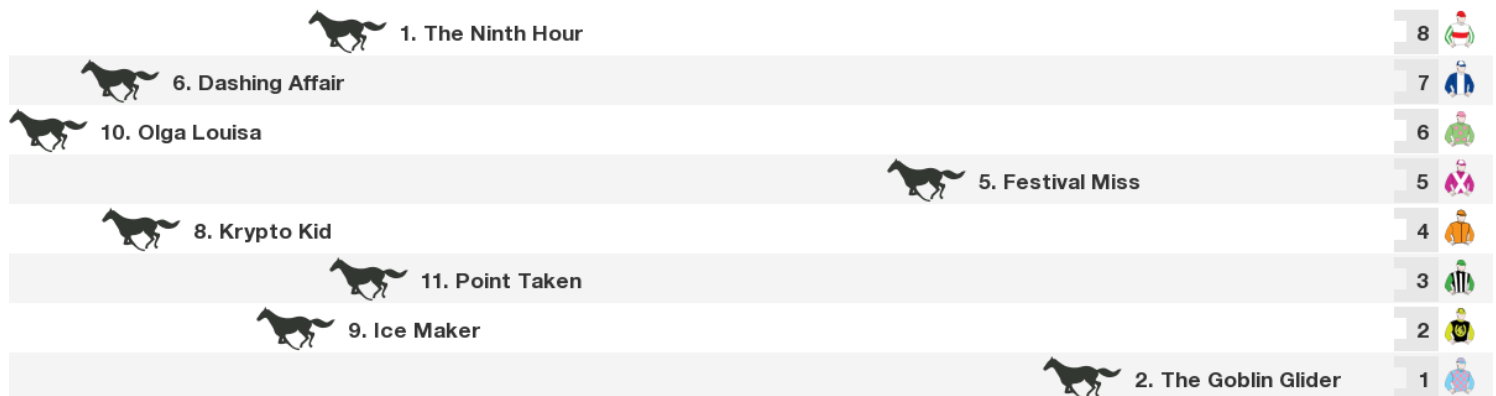 1. The Ninth Hour 8
6. Dashing Affair 7
10. Olga Louisa 6
5. Festival Miss 5
8. Krypto Kid 4
11. Point Taken 3
9. Ice Maker 2
2. The Goblin Glider 1